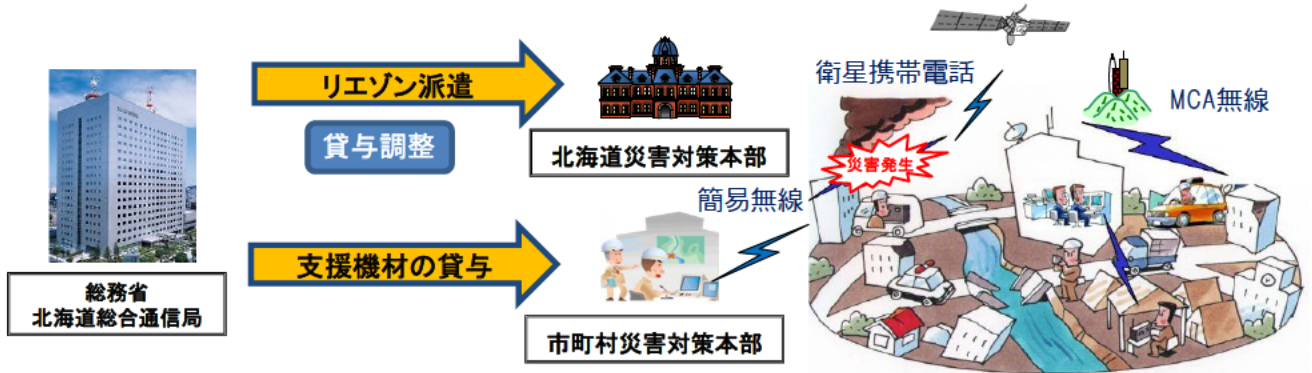 リエゾン派遣
貸与調整
北海道災害対策本部
衛星携帯電話
MCA無線
災害発生
簡易無線
支援機材の貸与
総務省
北海道総合通信局
市町村災害対策本部